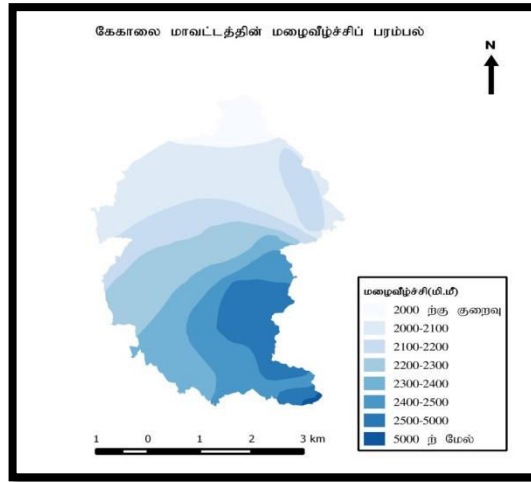 கேகாலை மாவட்டத்தின் மழைவீழ்ச்சிப் பரம்பல்
N
மழைவீழ்ச்சி(மி.மீ)
2000 ற்கு குறைவு
2000-2100
2100-2200
2200-2300
2300-2400
2400-2500
2500-5000
5000 ற் மேல்
1 0 1 2 3 km